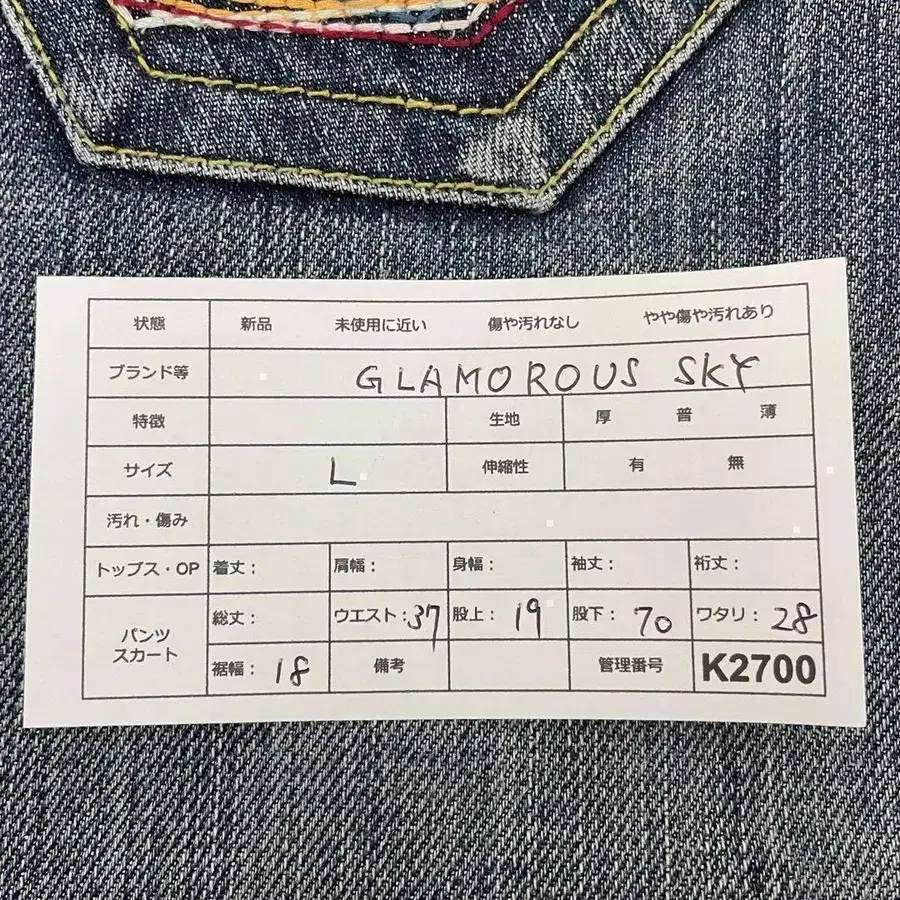 状態 新品 未使用に近い 傷や汚れなし やや傷や汚れあり
ブランド等 GLAMOROUS SKY
特徴 生地 厚 普 薄
サイズ L 伸縮性 有 無
汚れ・傷み
トップス・OP 着丈: 肩幅: 身幅: 袖丈: 裄丈:
パンツ スカート 総丈: ウエスト:37 股上: 19 股下: 70 ワタリ: 28
裾幅: 18 備考 管理番号 K2700